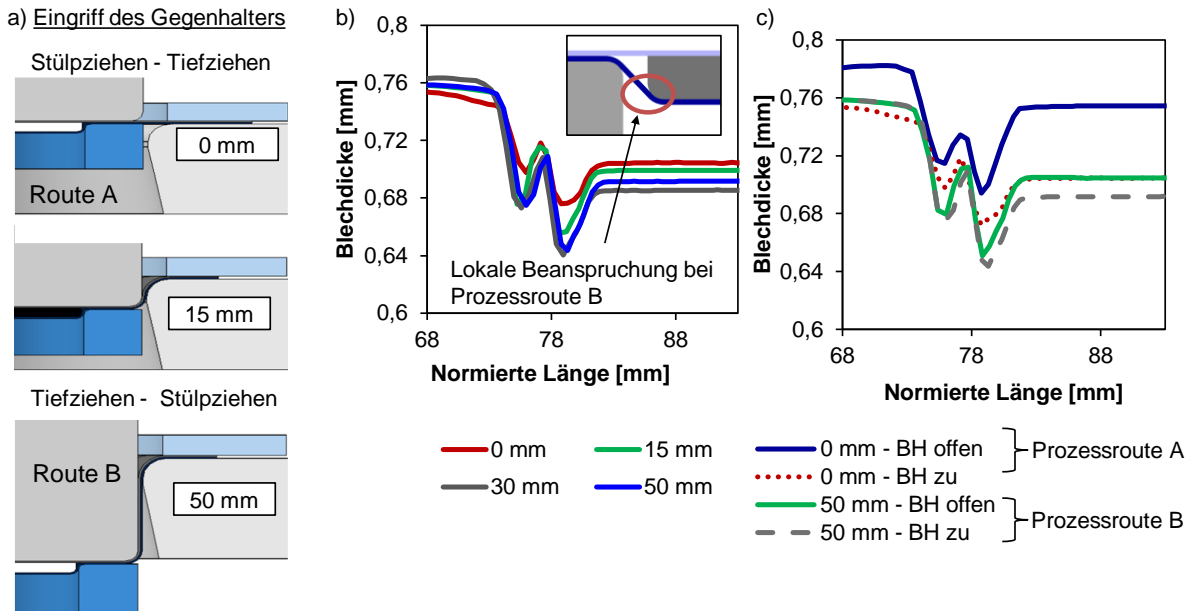 a) Eingriff des Gegenhalters
Stülpziehen - Tiefziehen
0 mm
Route A
15 mm
Tiefziehen - Stülpziehen
Route B
50 mm
b)
Blechdicke [mm]
0,8
0,76
0,72
0,68
0,64
0,6
Lokale Beanspruchung bei
Prozessroute B
68
78
88
Normierte Länge [mm]
0 mm
15 mm
30 mm
50 mm
c)
Blechdicke [mm]
0,8
0,76
0,72
0,68
0,64
0,6
68
78
88
Normierte Länge [mm]
0 mm - BH offen
0 mm - BH zu
Prozessroute A
50 mm - BH offen
50 mm - BH zu
Prozessroute B